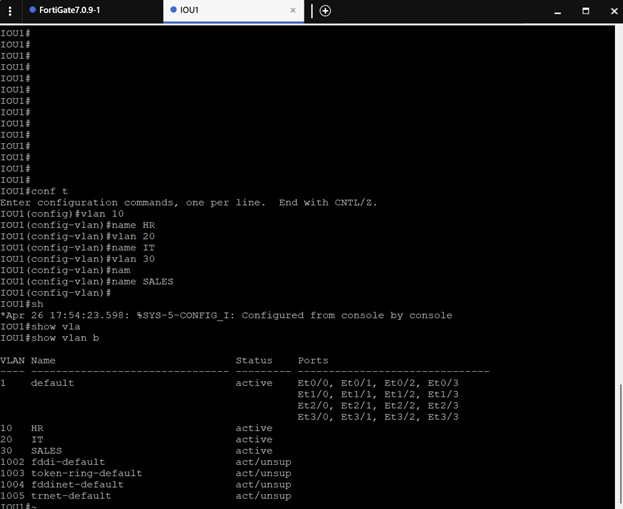 FortiGate7.0.9-1
IOU1
IOU1#
IOU1#
IOU1#
IOU1#
IOU1#
IOU1#
IOU1#
IOU1#
IOU1#
IOU1#
IOU1#
IOU1#
IOU1#
IOU1#
IOU1#conf t
Enter configuration commands, one per line.  End with CNTL/Z.
IOU1(config)#vlan 10
IOU1(config-vlan)#name HR
IOU1(config-vlan)#vlan 20
IOU1(config-vlan)#name IT
IOU1(config-vlan)#vlan 30
IOU1(config-vlan)#nam
IOU1(config-vlan)#name SALES
IOU1(config-vlan)#
IOU1#sh
*Apr 26 17:54:23.598: %SYS-5-CONFIG_I: Configured from console by console
IOU1#show vla
IOU1#show vlan b
VLAN Name                             Status    Ports
---- -------------------------------- --------- -------------------------------
1    default                          active    Et0/0, Et0/1, Et0/2, Et0/3
                                                Et1/0, Et1/1, Et1/2, Et1/3
                                                Et2/0, Et2/1, Et2/2, Et2/3
                                                Et3/0, Et3/1, Et3/2, Et3/3
10   HR                               active
20   IT                               active
30   SALES                            active
1002 fddi-default                     act/unsup
1003 token-ring-default               act/unsup
1004 fddinet-default                  act/unsup
1005 trnet-default                    act/unsup
IOU1#~